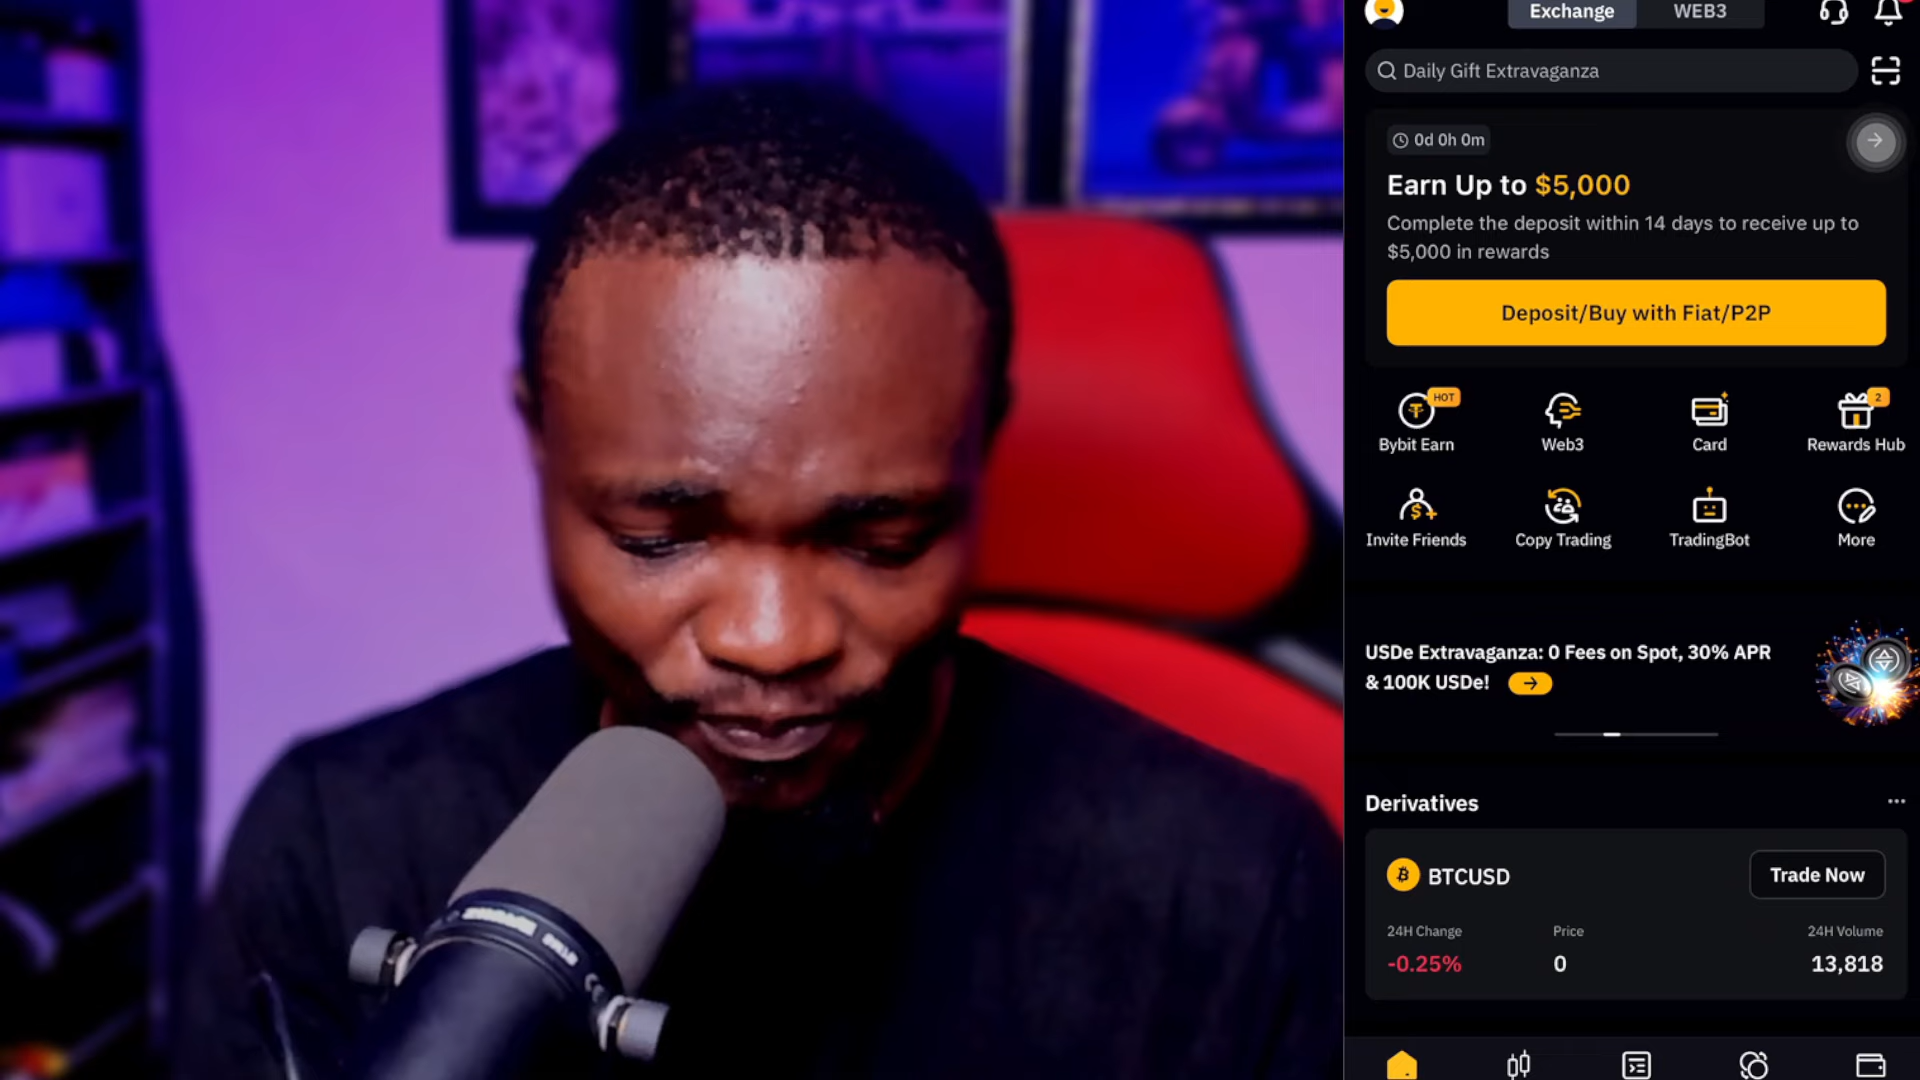 Exchange
WEB3
Daily Gift Extravaganza
0d 0h 0m
Earn Up to $5,000
Complete the deposit within 14 days to receive up to
$5,000 in rewards
Deposit/Buy with Fiat/P2P
HOT
2
Bybit Earn
Web3
Card
Rewards Hub
Invite Friends
Copy Trading
TradingBot
More
USDe Extravaganza: 0 Fees on Spot, 30% APR
& 100K USDe!
Derivatives
BTCUSD
Trade Now
24H Change
Price
24H Volume
-0.25%
0
13,818